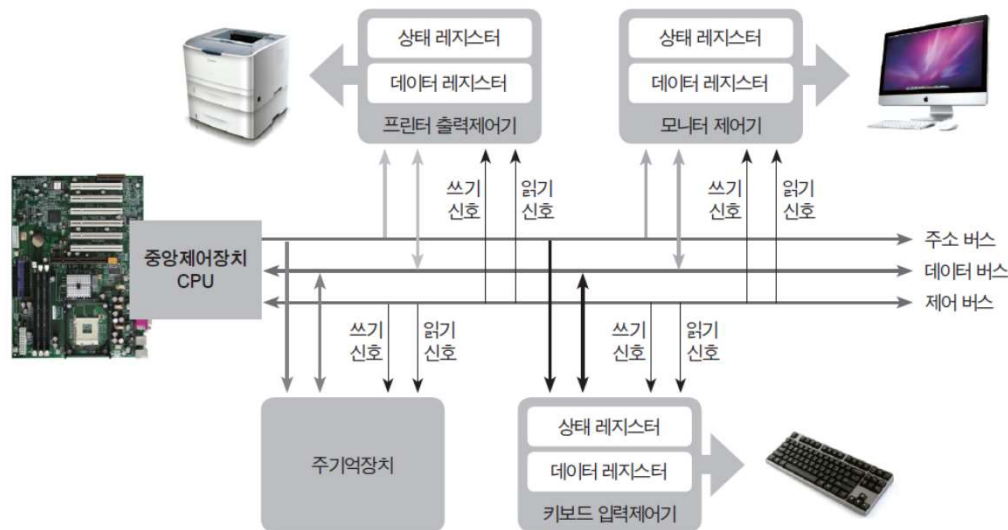 상태 레지스터
데이터 레지스터
프린터 출력제어기
상태 레지스터
데이터 레지스터
모니터 제어기
쓰기
신호
읽기
신호
쓰기
신호
읽기
신호
중앙제어장치
CPU
주소 버스
데이터 버스
제어 버스
쓰기
신호
읽기
신호
쓰기
신호
읽기
신호
주기억장치
상태 레지스터
데이터 레지스터
키보드 입력제어기